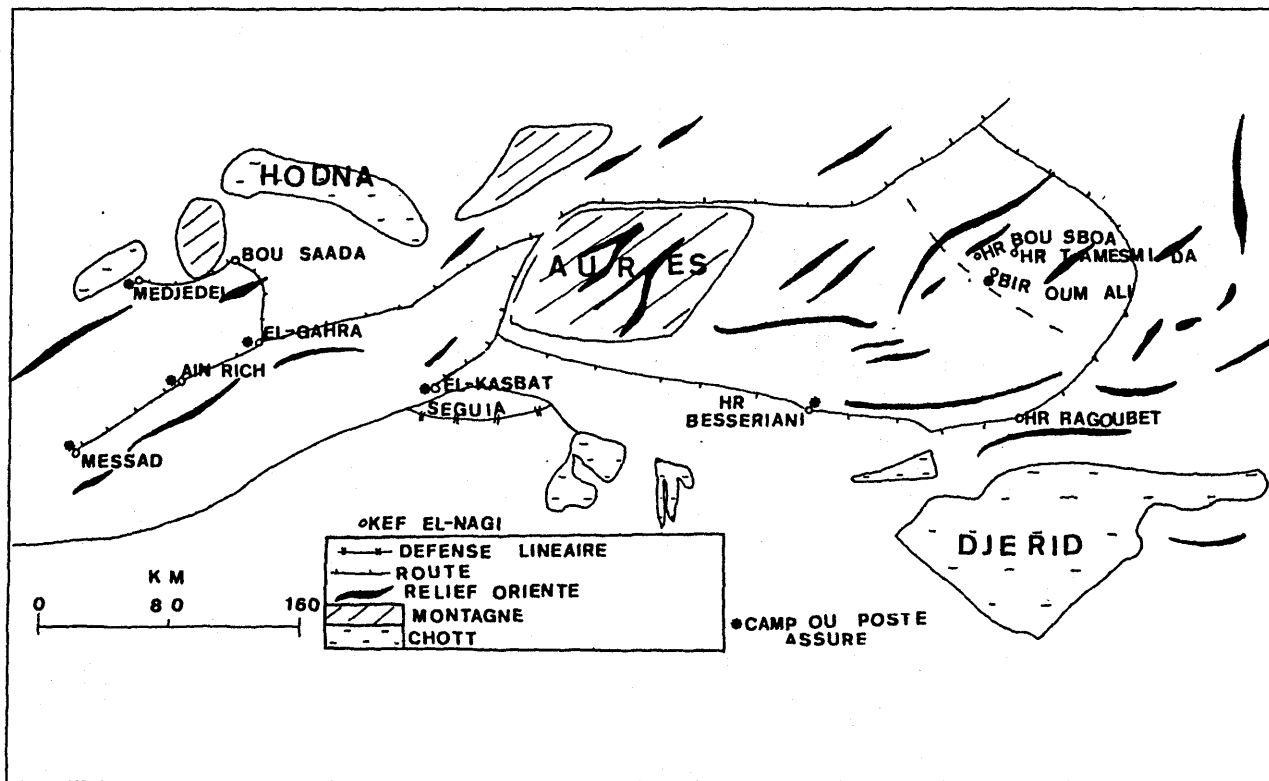 HODNA
BOU SAADA
MEDJEDEL
EL-GAHRA
AIN RICH
MESSAD
AURES
EL-KASBAT
SEGUIA
HR BOU SBOA
HR TAMESMIDA
BIR OUM ALI
HR
BESSERIANI
HR RAGOUBET
DJERID
KEF EL-NAGI
DEFENSE LINEAIRE
ROUTE
RELIEF ORIENTE
MONTAGNE
CHOTT
KM
0 80 160
CAMP OU POSTE
ASSURE